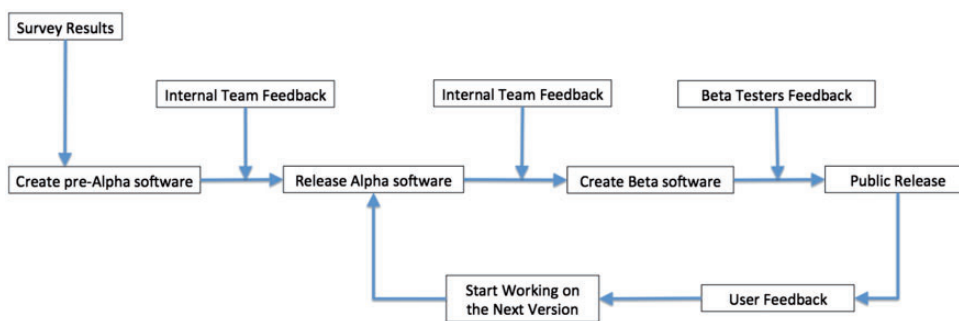 Survey Results
Internal Team Feedback
Internal Team Feedback
Beta Testers Feedback
Create pre-Alpha software
Release Alpha software
Create Beta software
Public Release
Start Working on
the Next Version
User Feedback